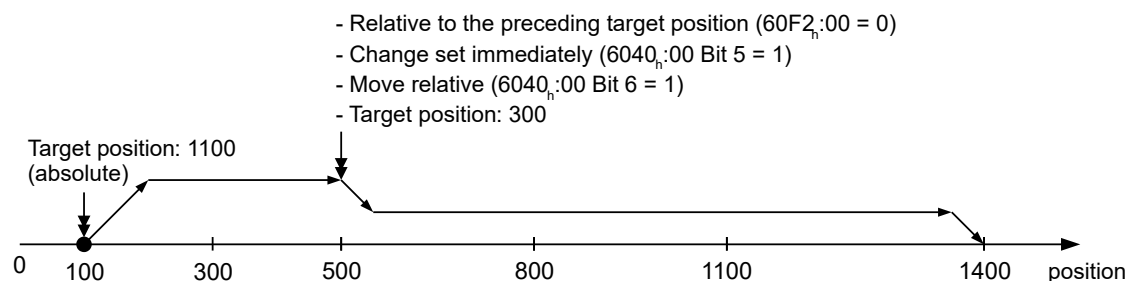 - Relative to the preceding target position (60F2h:00 = 0)
- Change set immediately (6040h:00 Bit 5 = 1)
- Move relative (6040h:00 Bit 6 = 1)
- Target position: 300
Target position: 1100
(absolute)
0 100 300 500 800 1100 1400 position